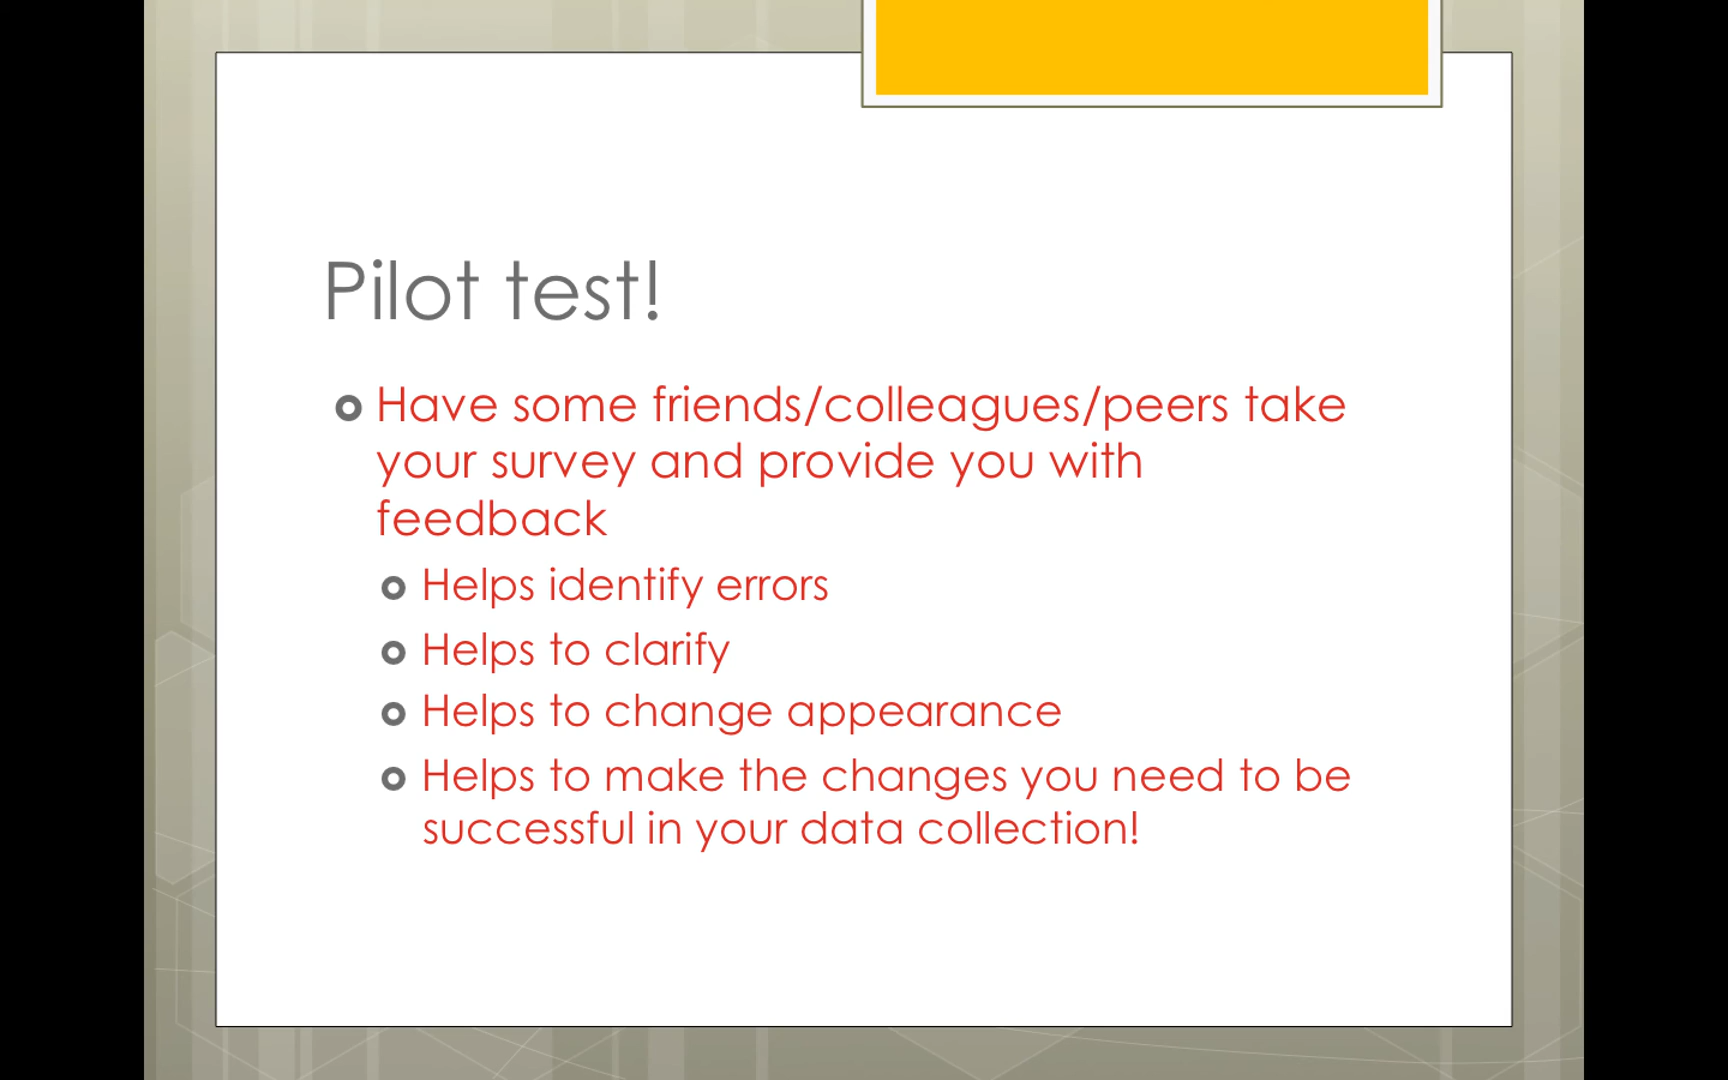 Pilot test!
Have some friends/colleagues/peers take
your survey and provide you with
feedback
Helps identify errors
Helps to clarify
Helps to change appearance
Helps to make the changes you need to be
successful in your data collection!